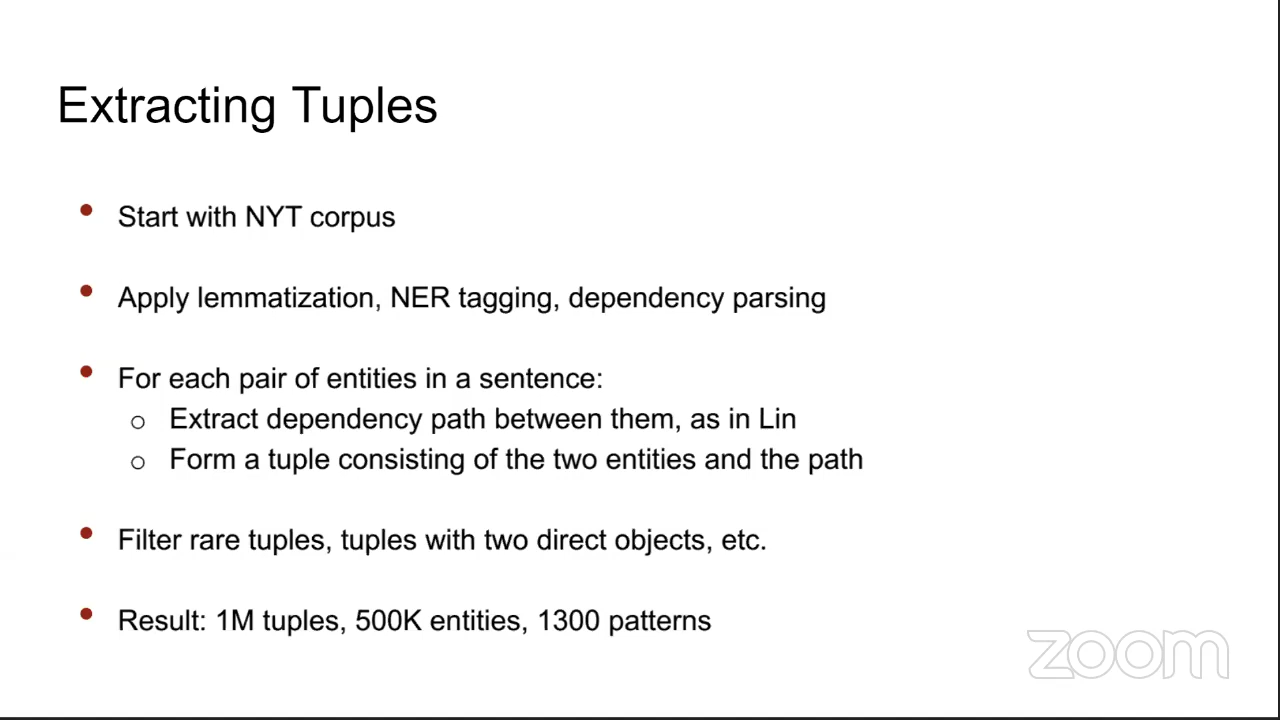 Extracting Tuples
• Start with NYT corpus
• Apply lemmatization, NER tagging, dependency parsing
• For each pair of entities in a sentence:
o Extract dependency path between them, as in Lin
o Form a tuple consisting of the two entities and the path
• Filter rare tuples, tuples with two direct objects, etc.
• Result: 1M tuples, 500K entities, 1300 patterns
zoom